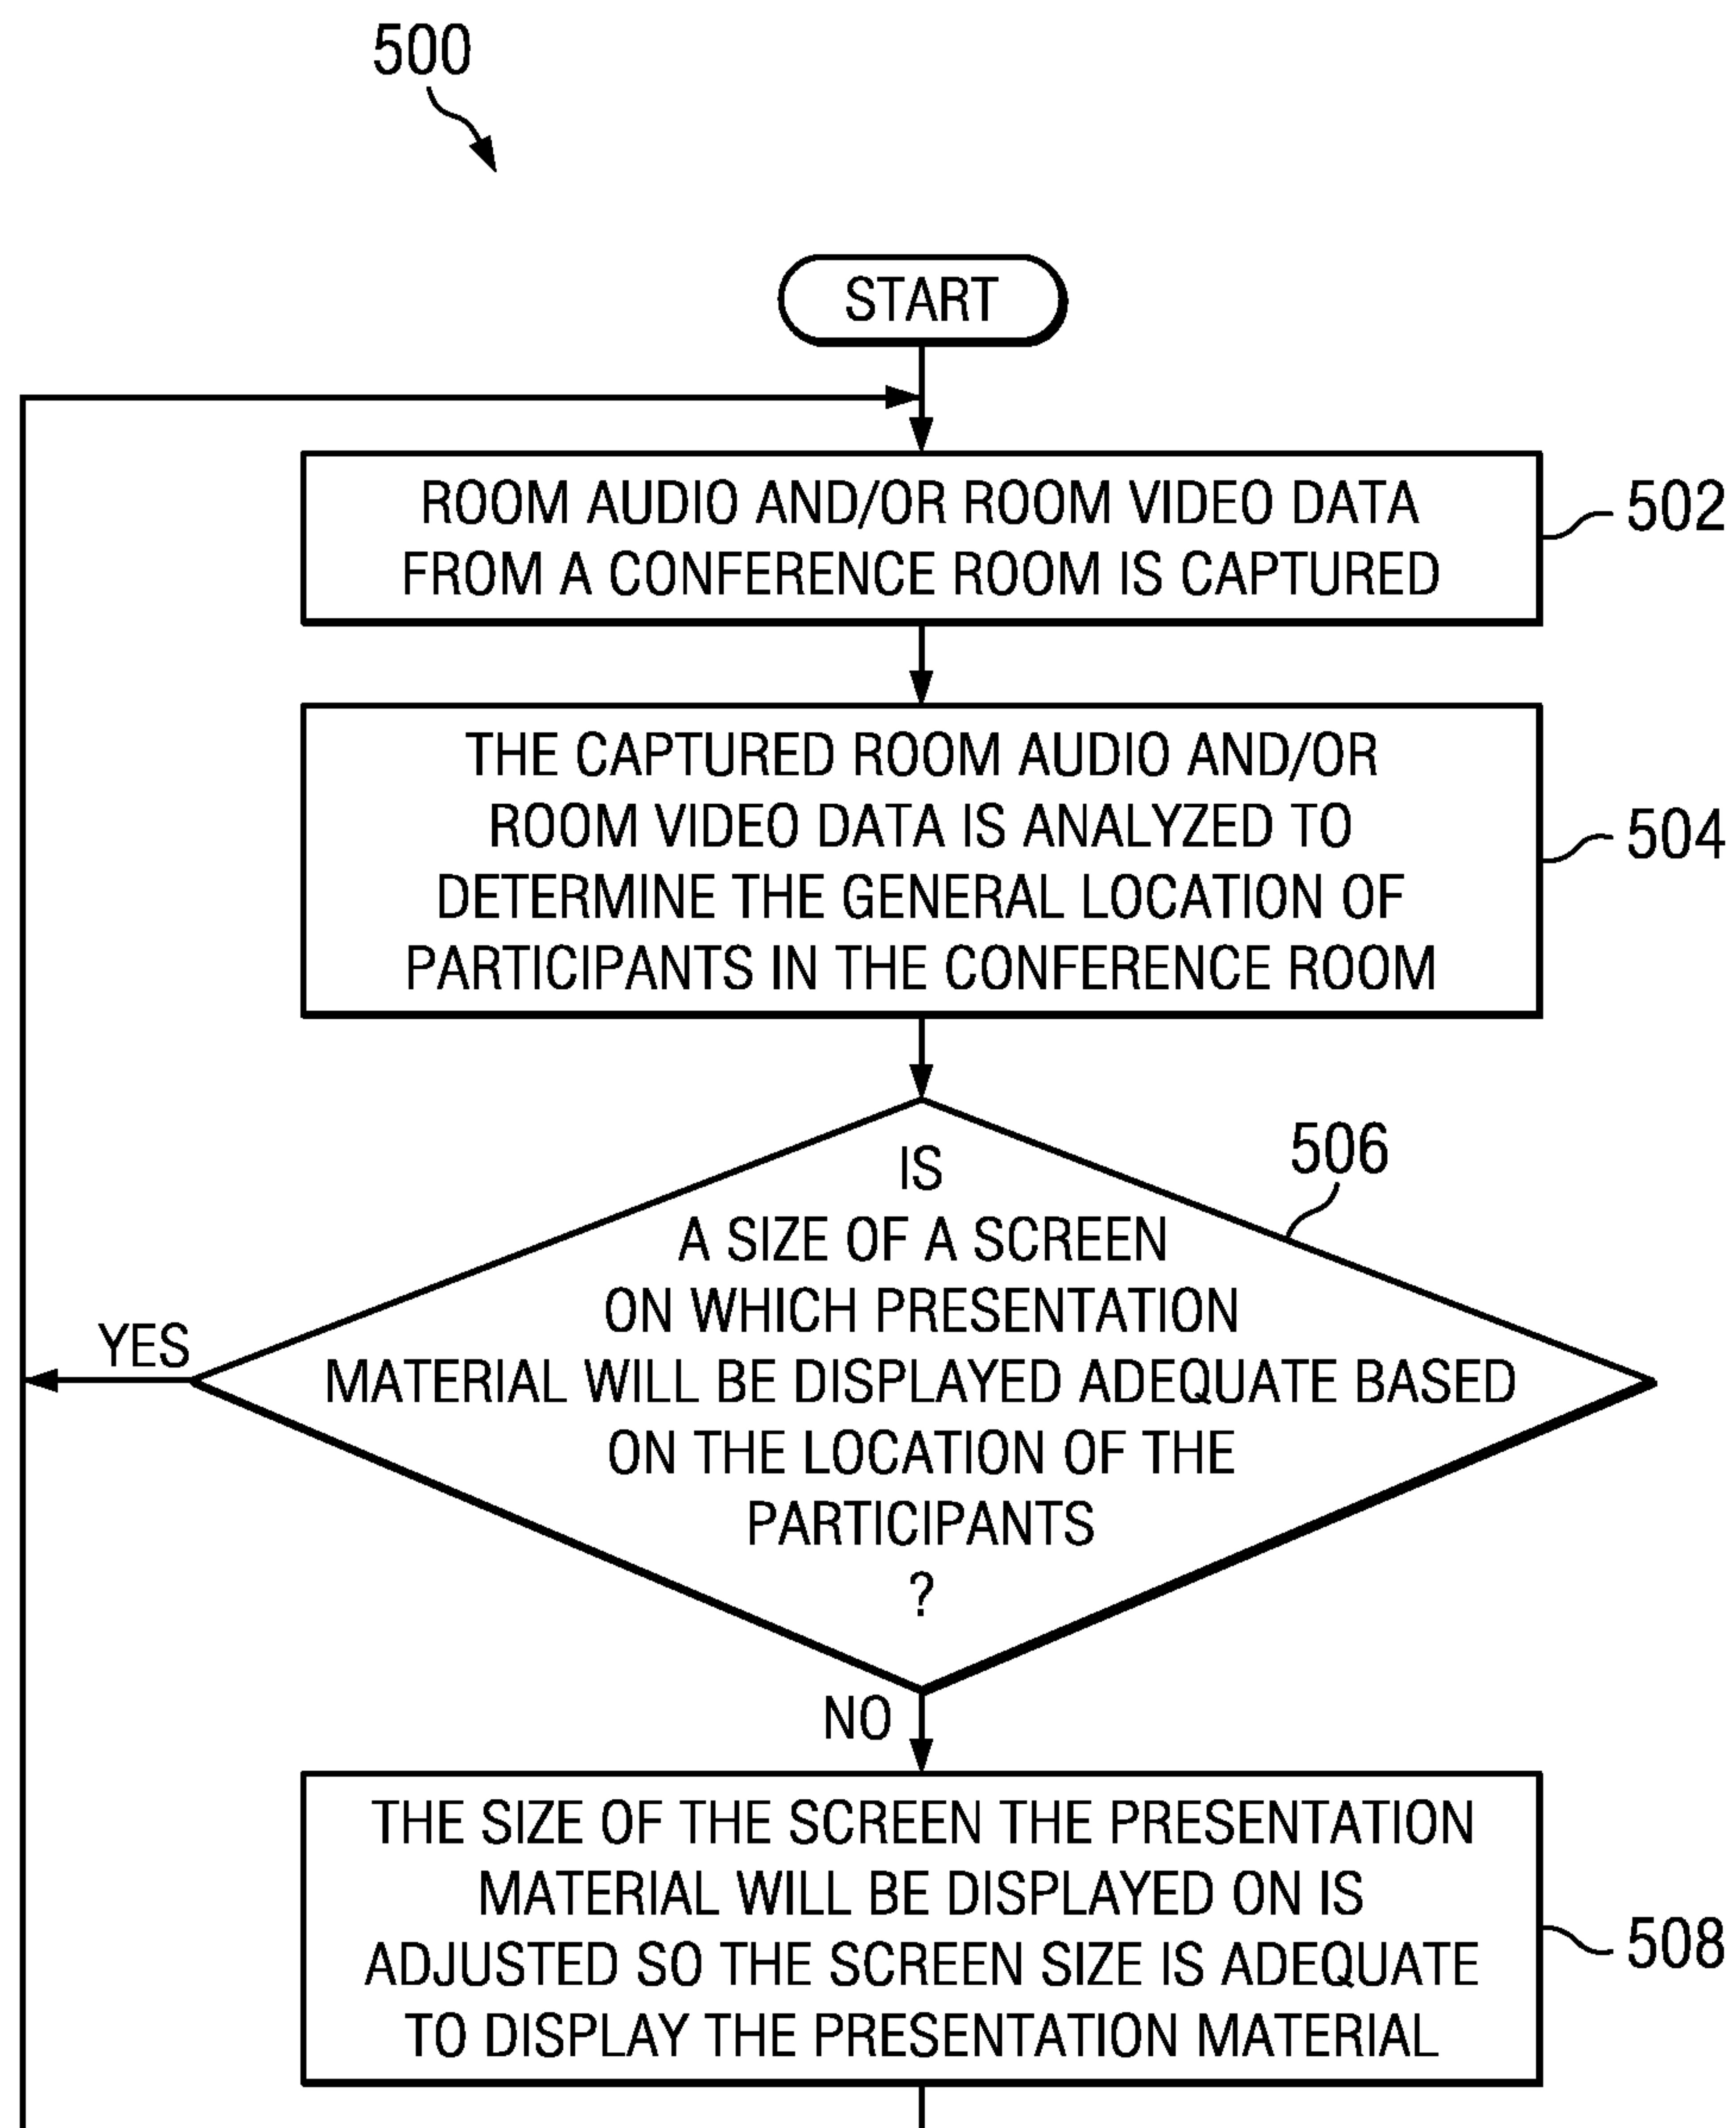 500
START
ROOM AUDIO AND/OR ROOM VIDEO DATA
FROM A CONFERENCE ROOM IS CAPTURED
502
THE CAPTURED ROOM AUDIO AND/OR
ROOM VIDEO DATA IS ANALYZED TO
DETERMINE THE GENERAL LOCATION OF
PARTICIPANTS IN THE CONFERENCE ROOM
504
IS
A SIZE OF A SCREEN
ON WHICH PRESENTATION
MATERIAL WILL BE DISPLAYED ADEQUATE BASED
ON THE LOCATION OF THE
PARTICIPANTS
?
506
YES
NO
THE SIZE OF THE SCREEN THE PRESENTATION
MATERIAL WILL BE DISPLAYED ON IS
ADJUSTED SO THE SCREEN SIZE IS ADEQUATE
TO DISPLAY THE PRESENTATION MATERIAL
508